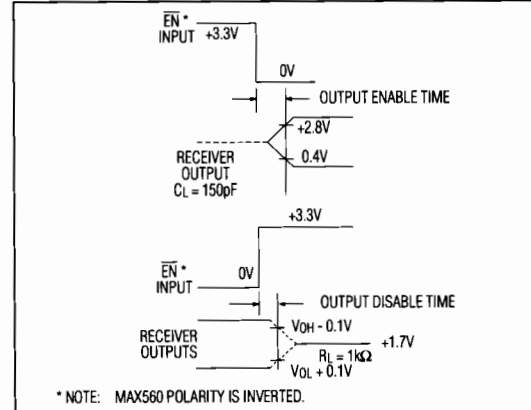 EN *
INPUT +3.3V
0V
OUTPUT ENABLE TIME
+2.8V
0.4V
RECEIVER
OUTPUT
CL = 150pF
+3.3V
EN *
INPUT 0V
OUTPUT DISABLE TIME
RECEIVER
OUTPUTS
VOH - 0.1V
+1.7V
RL = 1kΩ
VOL + 0.1V
* NOTE: MAX560 POLARITY IS INVERTED.